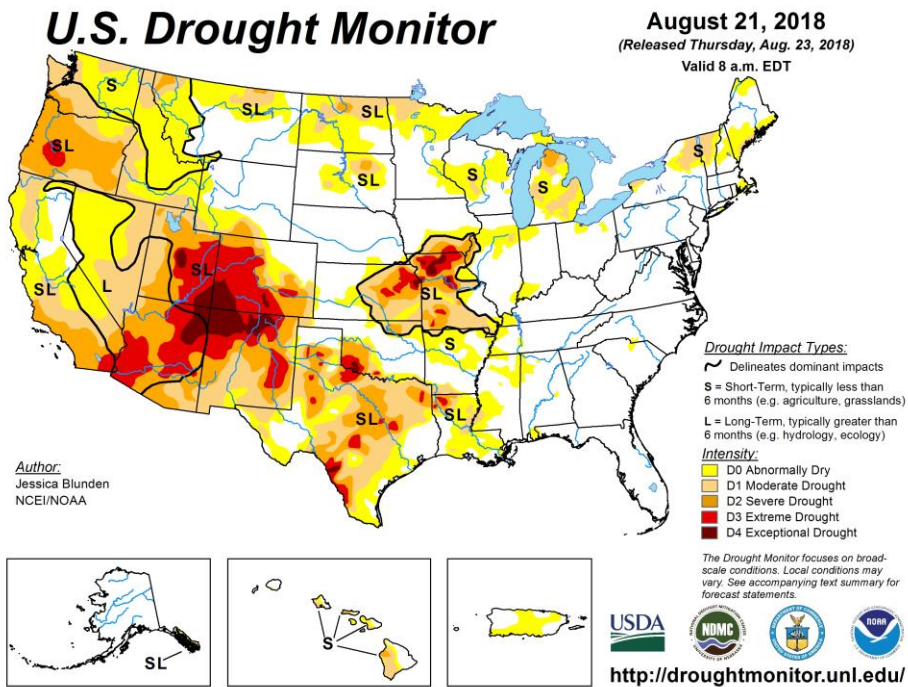 U.S. Drought Monitor
August 21, 2018
(Released Thursday, Aug. 23, 2018)
Valid 8 a.m. EDT
S
SL
SL
SL
S
S
S
SL
SL
SL
SL
L
SL
S
SL
SL
Drought Impact Types:
Delineates dominant impacts
S = Short-Term, typically less than
6 months (e.g. agriculture, grasslands)
L = Long-Term, typically greater than
6 months (e.g. hydrology, ecology)
Intensity:
D0 Abnormally Dry
D1 Moderate Drought
D2 Severe Drought
D3 Extreme Drought
D4 Exceptional Drought
Author:
Jessica Blunden
NCEI/NOAA
The Drought Monitor focuses on broad-
scale conditions. Local conditions may
vary. See accompanying text summary for
forecast statements.
SL
S
USDA
NDMC
NOAA
http://droughtmonitor.unl.edu/